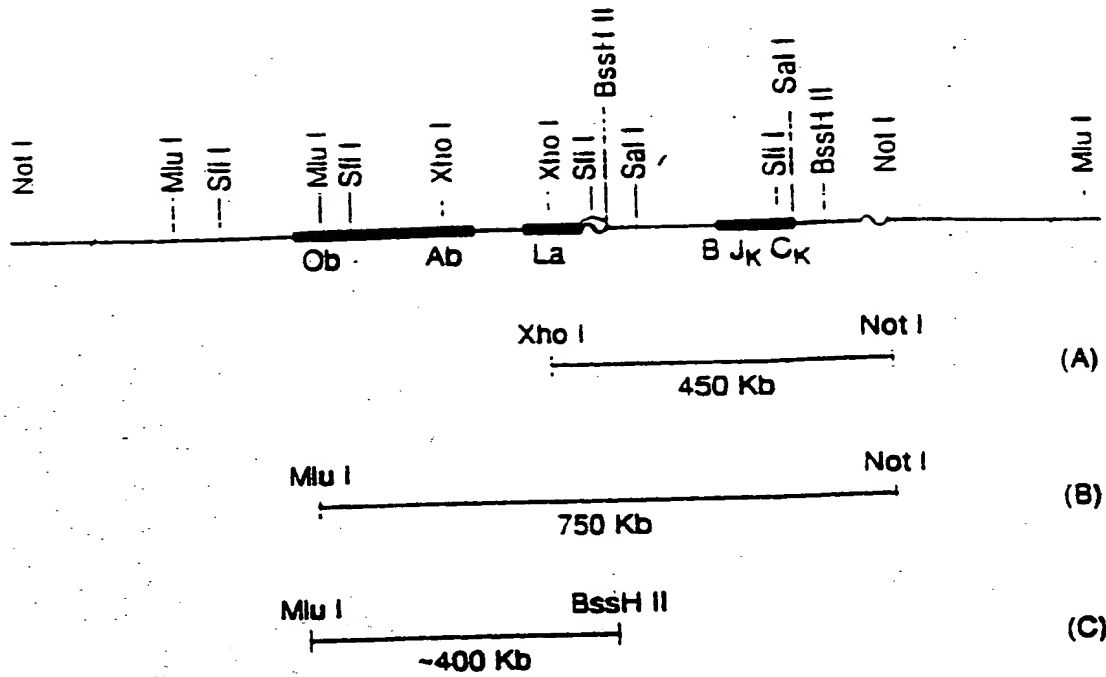 Not I
Mlu I
Sfi I
Mlu I
Sfi I
Xho I
Xho I
Sfi I
BssH II
Sal I
Sfi I
Sal I
BssH II
Not I
Mlu I
Ob
Ab
La
B JK CK
Xho I
Not I
450 Kb
(A)
Mlu I
Not I
750 Kb
(B)
Mlu I
BssH II
~400 Kb
(C)